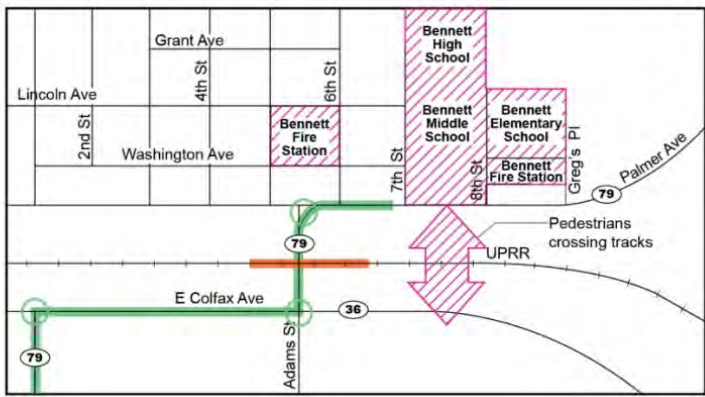 Grant Ave
4th St
6th St
Lincoln Ave
2nd St
Washington Ave
Bennett
Fire
Station
7th St
Bennett
High
School
Bennett
Middle
School
8th St
Bennett
Elementary
School
Bennett
Fire Station
Greg's Pl
Palmer Ave
79
79
Pedestrians
crossing tracks
UPRR
E Colfax Ave
36
Adams St
79